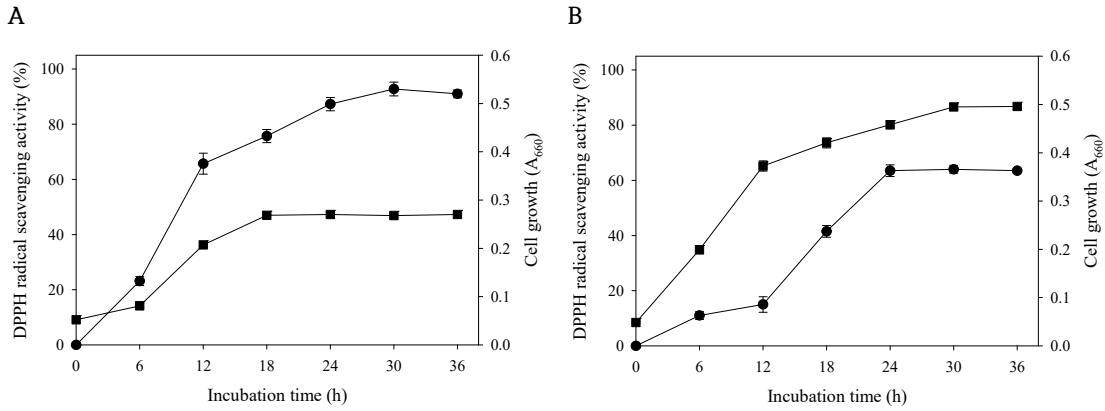 A
DPPH radical scavenging activity (%)
100
80
60
40
20
0
0.6
0.5
0.4
0.3
0.2
0.1
0.0
Cell growth (A660)
0 6 12 18 24 30 36
Incubation time (h)
B
DPPH radical scavenging activity (%)
100
80
60
40
20
0
0.6
0.5
0.4
0.3
0.2
0.1
0.0
Cell growth (A660)
0 6 12 18 24 30 36
Incubation time (h)